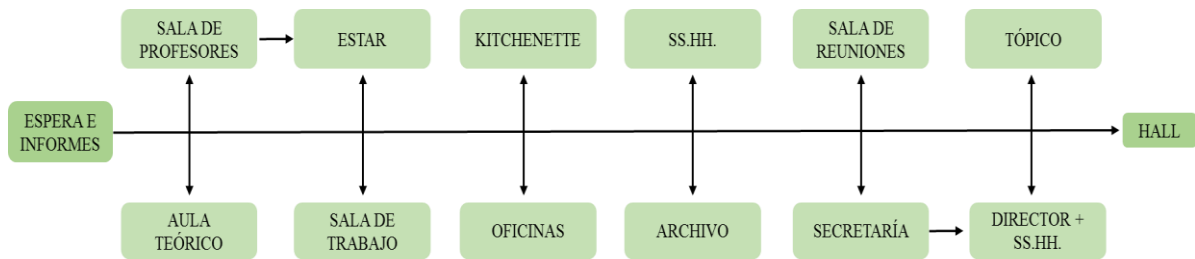 SALA DE
PROFESORES
ESTAR
KITCHENETTE
SS.HH.
SALA DE
REUNIONES
TÓPICO
ESPERA E
INFORMES
HALL
AULA
TEÓRICO
SALA DE
TRABAJO
OFICINAS
ARCHIVO
SECRETARÍA
DIRECTOR +
SS.HH.